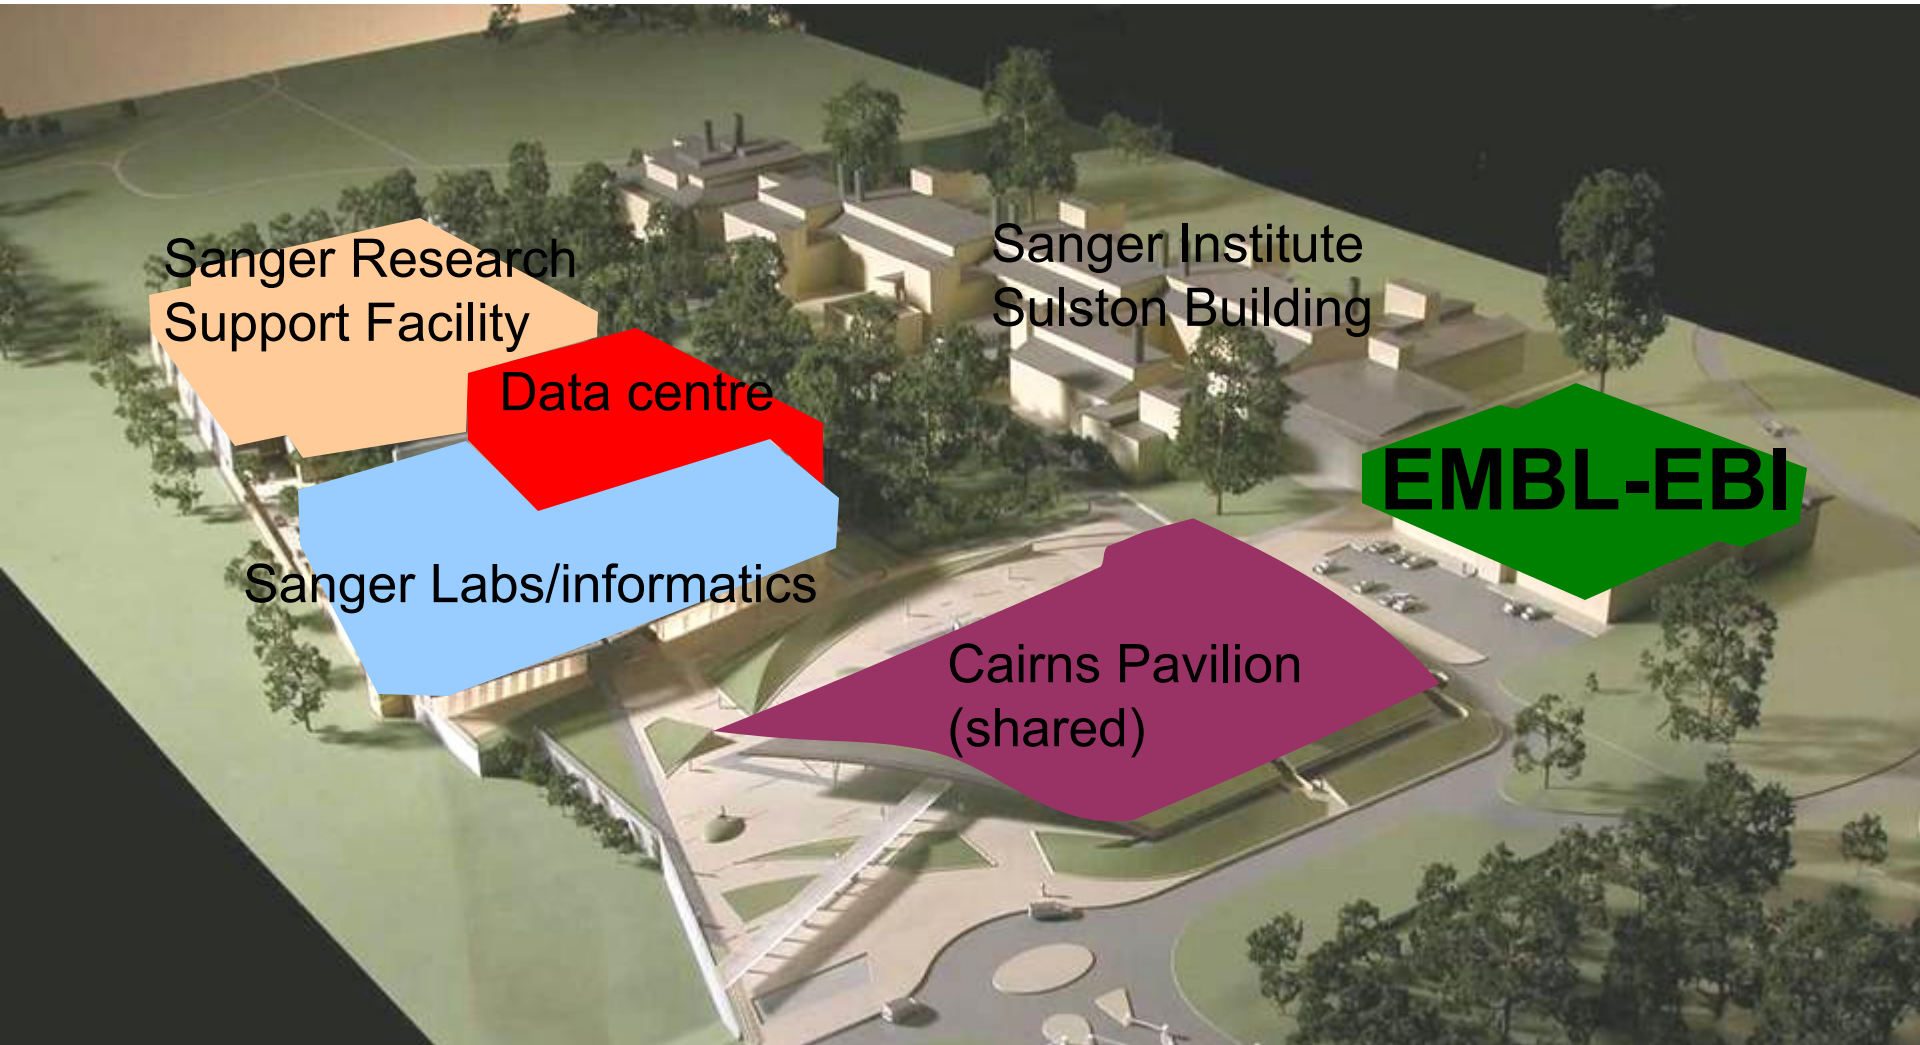 Sanger Research
Support Facility
Sanger Institute
Sulston Building
Data centre
EMBL-EBI
Sanger Labs/informatics
Cairns Pavilion
(shared)